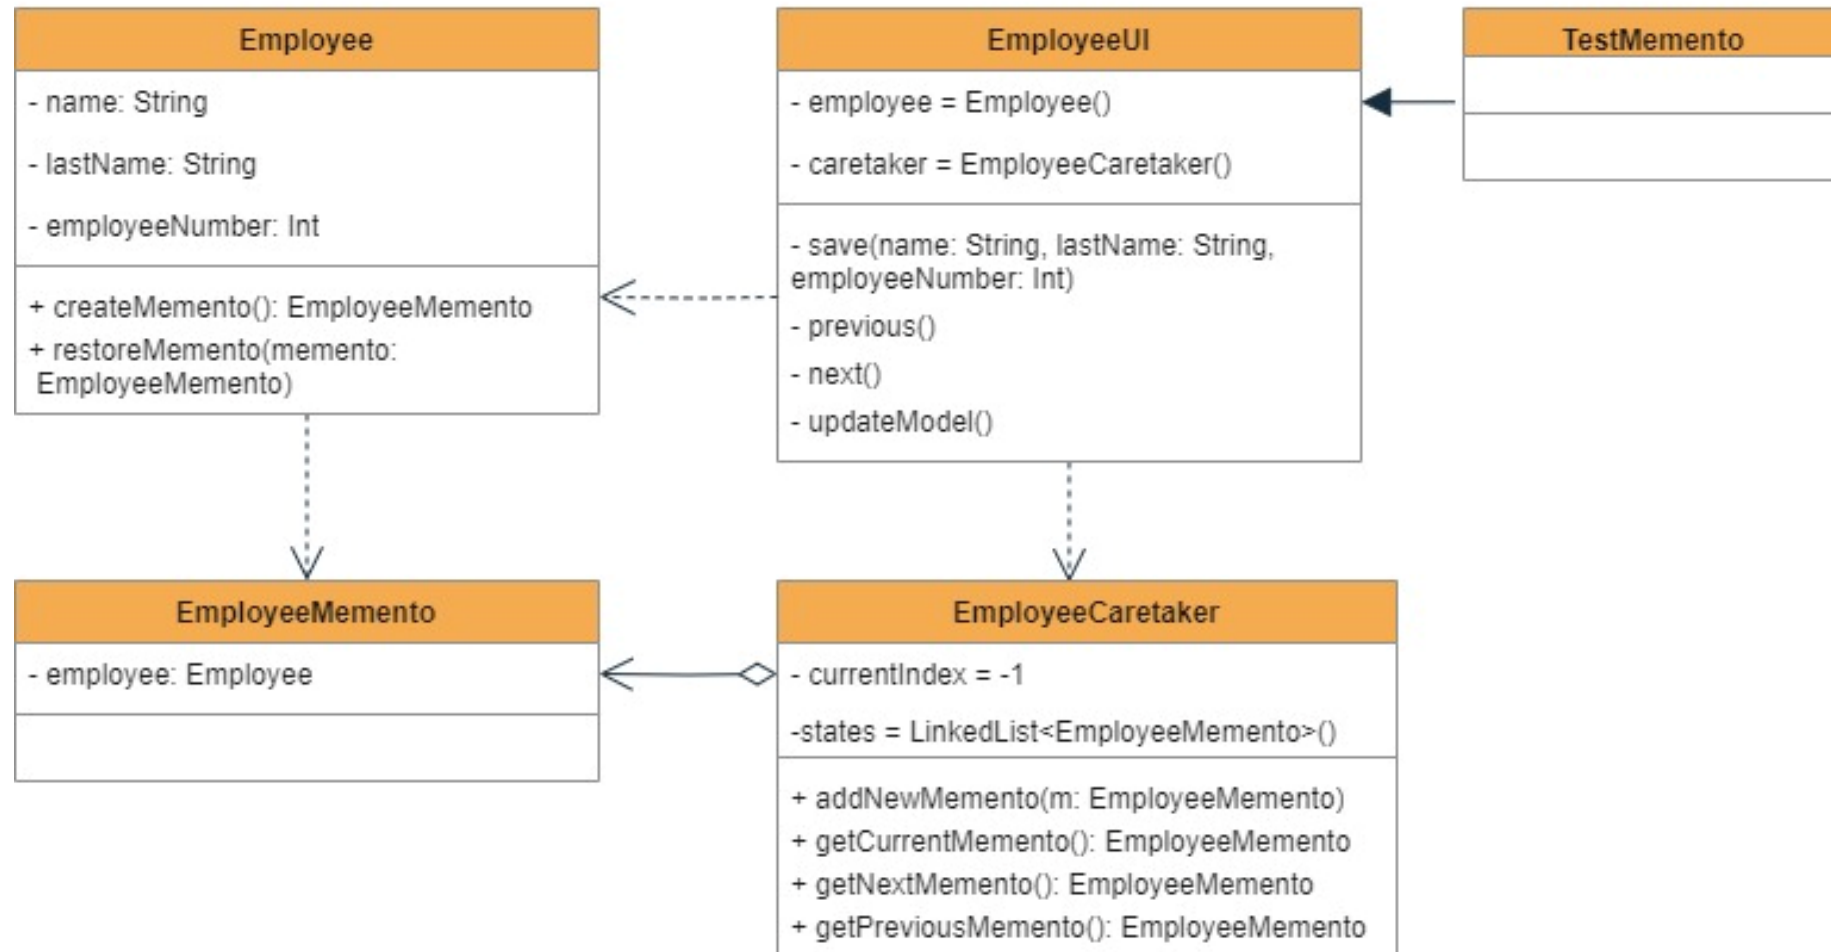 Employee
- name: String
- lastName: String
- employeeNumber: Int
+ createMemento(): EmployeeMemento
+ restoreMemento(memento:
EmployeeMemento)
EmployeeUI
- employee = Employee()
- caretaker = EmployeeCaretaker()
- save(name: String, lastName: String,
employeeNumber: Int)
- previous()
- next()
- updateModel()
TestMemento
EmployeeMemento
- employee: Employee
EmployeeCaretaker
- currentIndex = -1
-states = LinkedList<EmployeeMemento>()
+ addNewMemento(m: EmployeeMemento)
+ getCurrentMemento(): EmployeeMemento
+ getNextMemento(): EmployeeMemento
+ getPreviousMemento(): EmployeeMemento